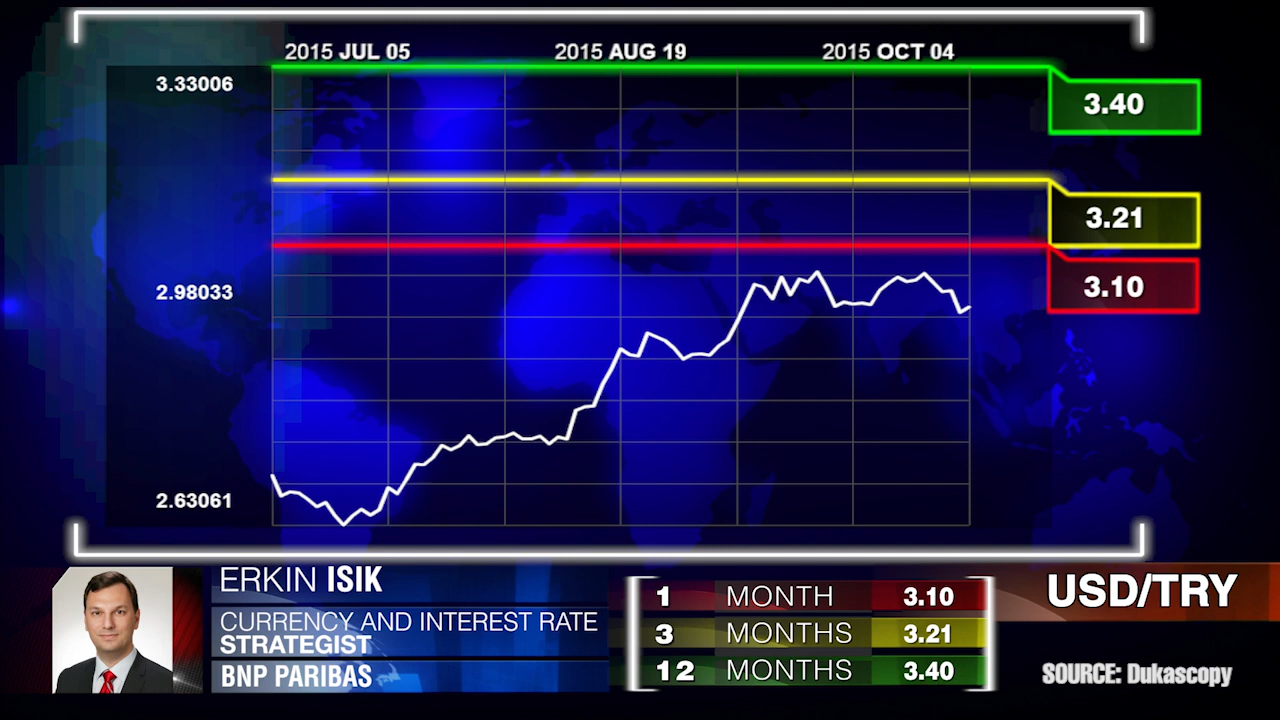 2015 JUL 05 2015 AUG 19 2015 OCT 04
3.33006
3.40
3.21
2.98033
3.10
2.63061
ERKIN ISIK
CURRENCY AND INTEREST RATE
STRATEGIST
BNP PARIBAS
1 MONTH 3.10
3 MONTHS 3.21
12 MONTHS 3.40
USD/TRY
SOURCE: Dukascopy